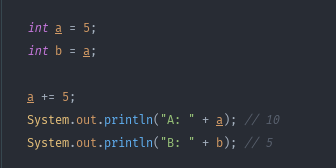 int a = 5;
int b = a;
a += 5;
System.out.println("A: " + a); // 10
System.out.println("B: " + b); // 5